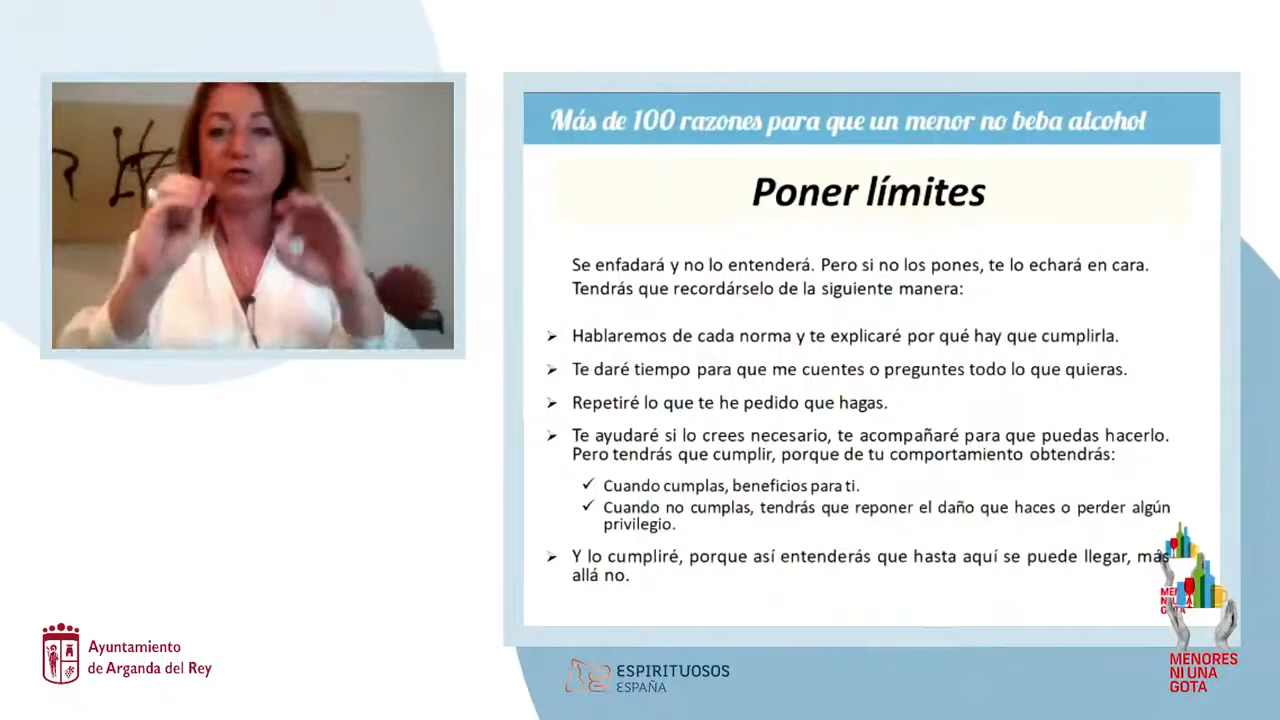 Más de 100 razones para que un menor no beba alcohol
Poner límites
Se enfadará y no lo entenderá. Pero si no los pones, te lo echará en cara.
Tendrás que recordárselo de la siguiente manera:
Hablaremos de cada norma y te explicaré por qué hay que cumplirla.
Te daré tiempo para que me cuentes o preguntes todo lo que quieras.
Repetiré lo que te he pedido que hagas.
Te ayudaré si lo crees necesario, te acompañaré para que puedas hacerlo.
Pero tendrás que cumplir, porque de tu comportamiento obtendrás:
Cuando cumplas, beneficios para ti.
Cuando no cumplas, tendrás que reponer el daño que haces o perder algún
privilegio.
Y lo cumpliré, porque así entenderás que hasta aquí se puede llegar, más
allá no.
Ayuntamiento
de Arganda del Rey
ESPIRITUOSOS
ESPAÑA
MENORES
NI UNA
GOTA